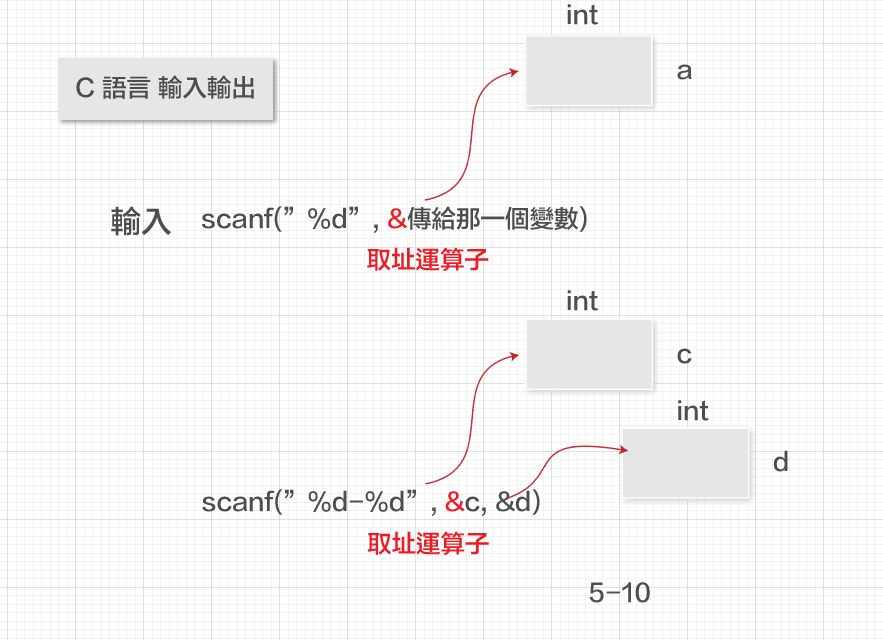 int
C 語言 輸入輸出
a
輸入 scanf(”%d”, &傳給那一個變數)
取址運算子
int
c
int
d
scanf(”%d-%d”, &c, &d)
取址運算子
5-10